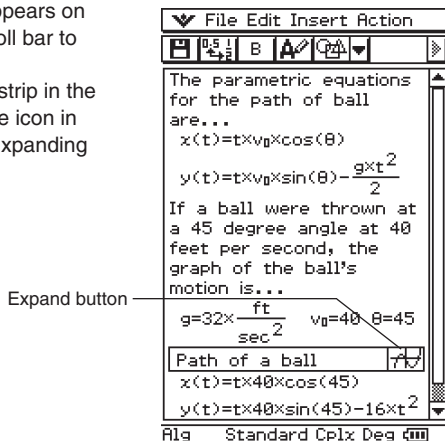 ppears on
oll bar to
strip in the
e icon in
xpanding
Expand button
File Edit Insert Action
B
The parametric equations
for the path of ball
are...
x(t)=t×v₀×cos(θ)
y(t)=t×v₀×sin(θ)-g×t²/2
If a ball were thrown at
a 45 degree angle at 40
feet per second, the
graph of the ball's
motion is...
g=32×ft/sec² v₀=40 θ=45
Path of a ball
x(t)=t×40×cos(45)
y(t)=t×40×sin(45)-16×t²
Alg Standard Cplx Deg